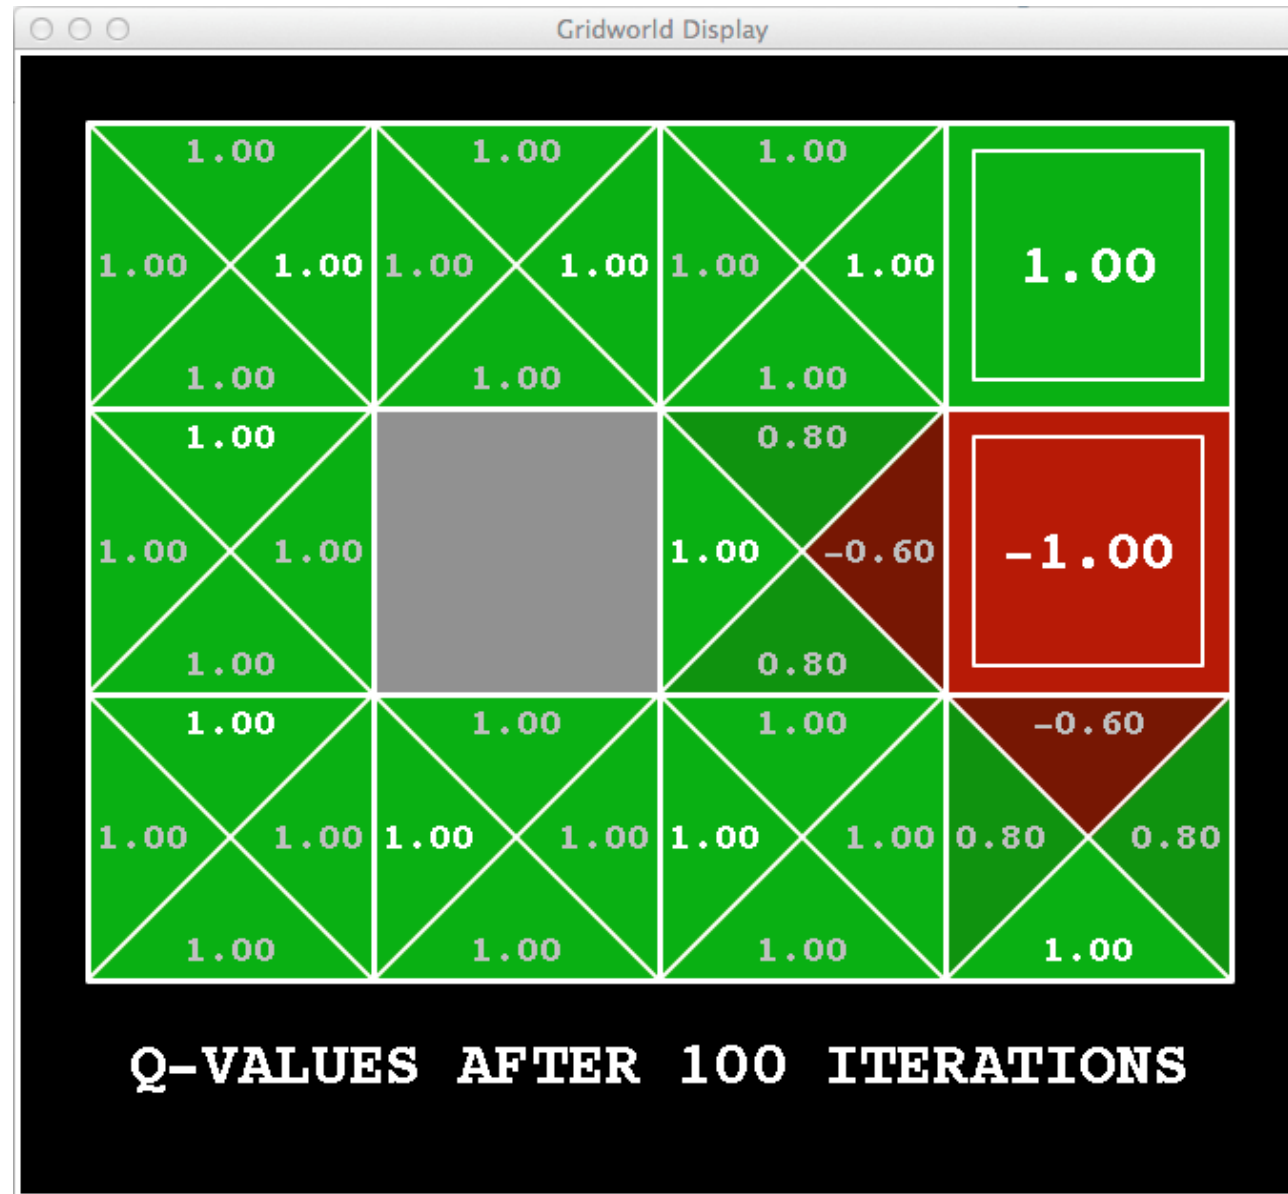 Gridworld Display
1.00 1.00 1.00
1.00 1.00 1.00 1.00 1.00 1.00 1.00
1.00 1.00 1.00
1.00 0.80
1.00 1.00 1.00 -0.60 -1.00
1.00 0.80
1.00 1.00 1.00 -0.60
1.00 1.00 1.00 1.00 1.00 1.00 0.80 0.80
1.00 1.00 1.00 1.00
Q-VALUES AFTER 100 ITERATIONS